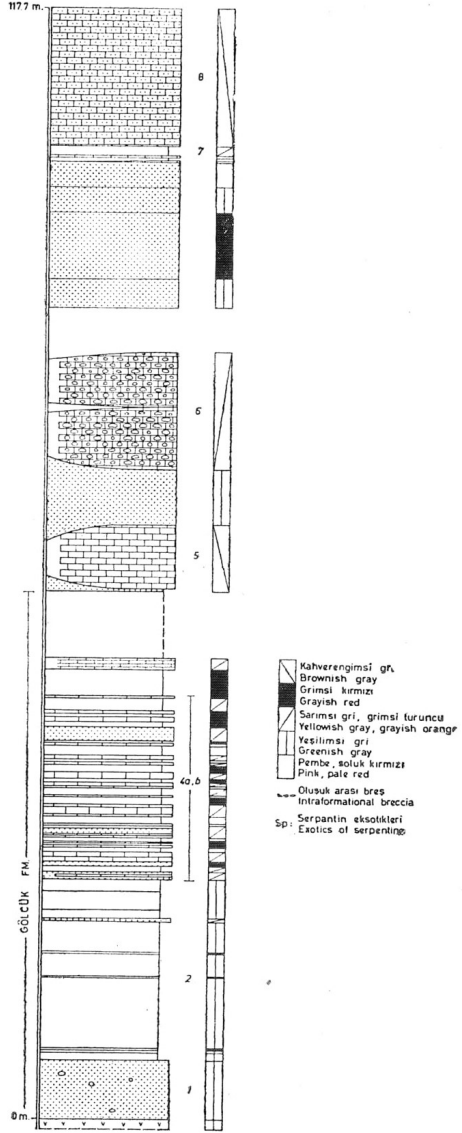 117.7 m.
8
7
6
5
4a,b
2
1
GÖLCÜK FM.
0 m.
Kahverengimsi gri
Brownish gray
Grimsi kırmızı
Grayish red
Sarımsı gri, grimsi turuncu
Yellowish gray, grayish orange
Yeşilimsi gri
Greenish gray
Pembe, soluk kırmızı
Pink, pale red
Oluşuk arası breş
Intraformational breccia
Sp: Serpantin eksotikleri
Exotics of serpentine